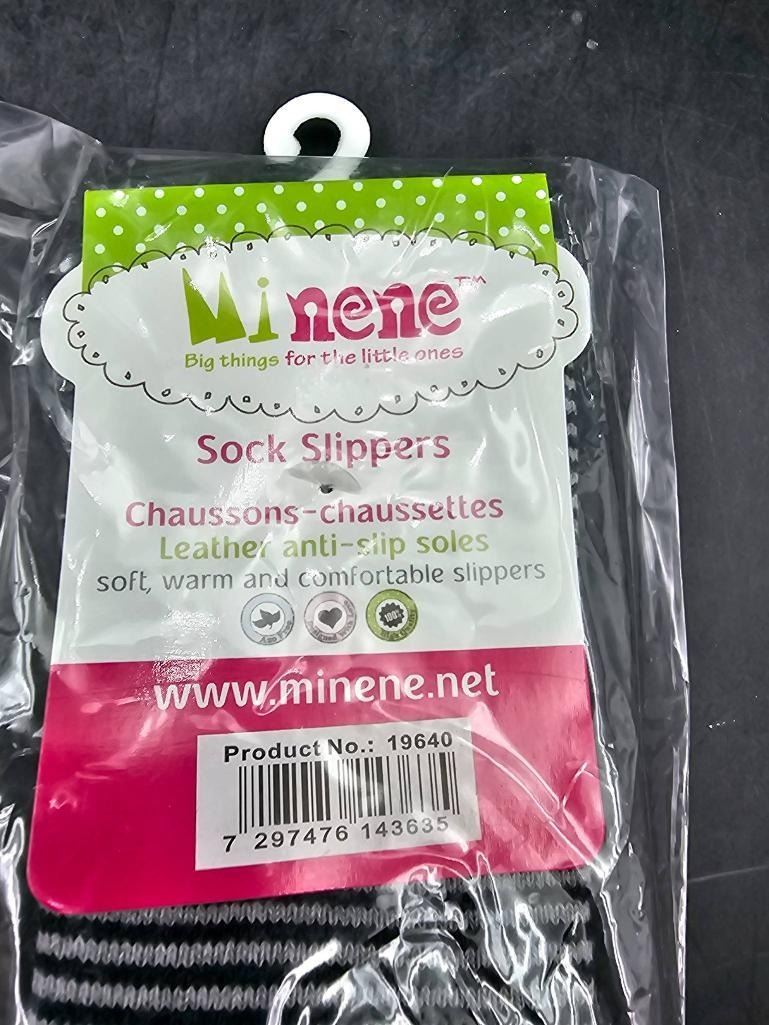 Minene™
Big things for the little ones
Sock Slippers
Chaussons-chaussettes
Leather anti-slip soles
soft, warm and comfortable slippers
100%
www.minene.net
Product No.: 19640
7 297476 143635